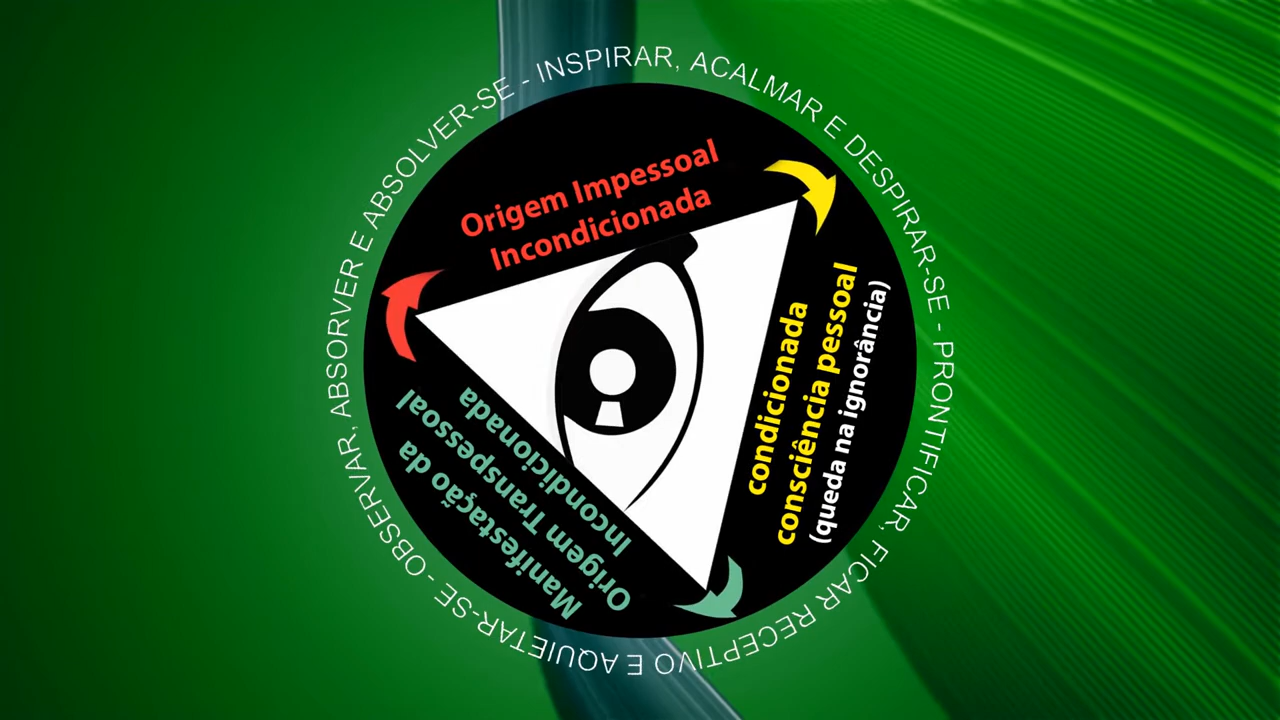 INSPIRAR, ACALMAR E DESPIRAR-SE - PRONTIFICAR, FICAR RECEPTIVO E AQUIETAR-SE - OBSERVAR, ABSORVER E ABSOLVER-SE -
Origem Impessoal
Incondicionada
condicionada
consciência pessoal
(queda na ignorância)
Manifestação da
Origem Transpessoal
Incondicionada